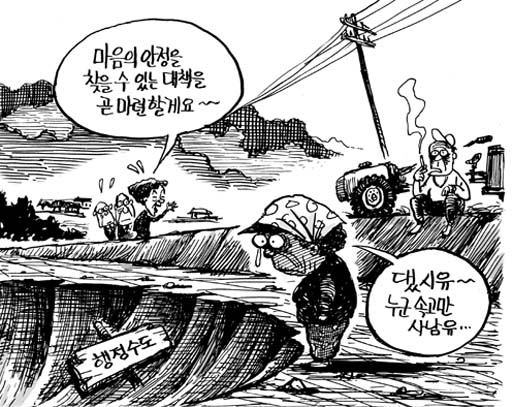 마음의 안정을
찾을 수 있는 대책을
곧 마련할게요~~
댔시유~~
누군 속고만
사남유...
행정수도